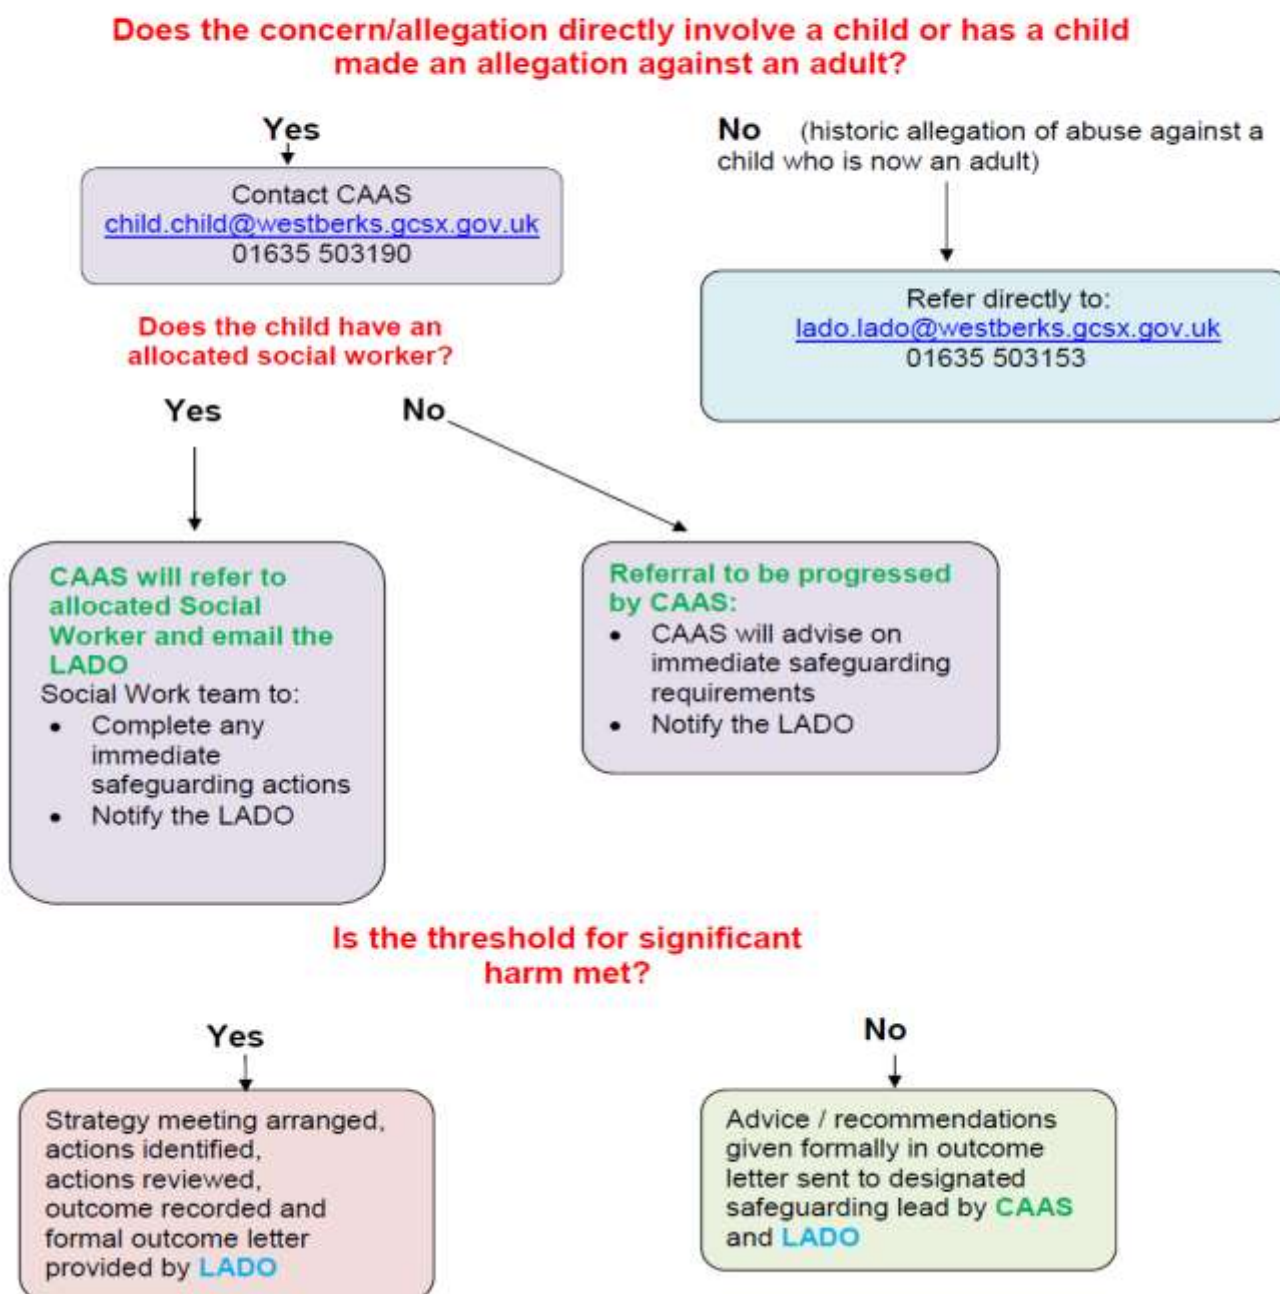 Does the concern/allegation directly involve a child or has a child
made an allegation against an adult?
Yes
Contact CAAS
child.child@westberks.gcsx.gov.uk
01635 503190
No (historic allegation of abuse against a
child who is now an adult)
Refer directly to:
lado.lado@westberks.gcsx.gov.uk
01635 503153
Does the child have an
allocated social worker?
Yes
No
CAAS will refer to
allocated Social
Worker and email the
LADO
Social Work team to:
• Complete any
immediate
safeguarding actions
• Notify the LADO
Referral to be progressed
by CAAS:
• CAAS will advise on
immediate safeguarding
requirements
• Notify the LADO
Is the threshold for significant
harm met?
Yes
Strategy meeting arranged,
actions identified,
actions reviewed,
outcome recorded and
formal outcome letter
provided by LADO
No
Advice / recommendations
given formally in outcome
letter sent to designated
safeguarding lead by CAAS
and LADO